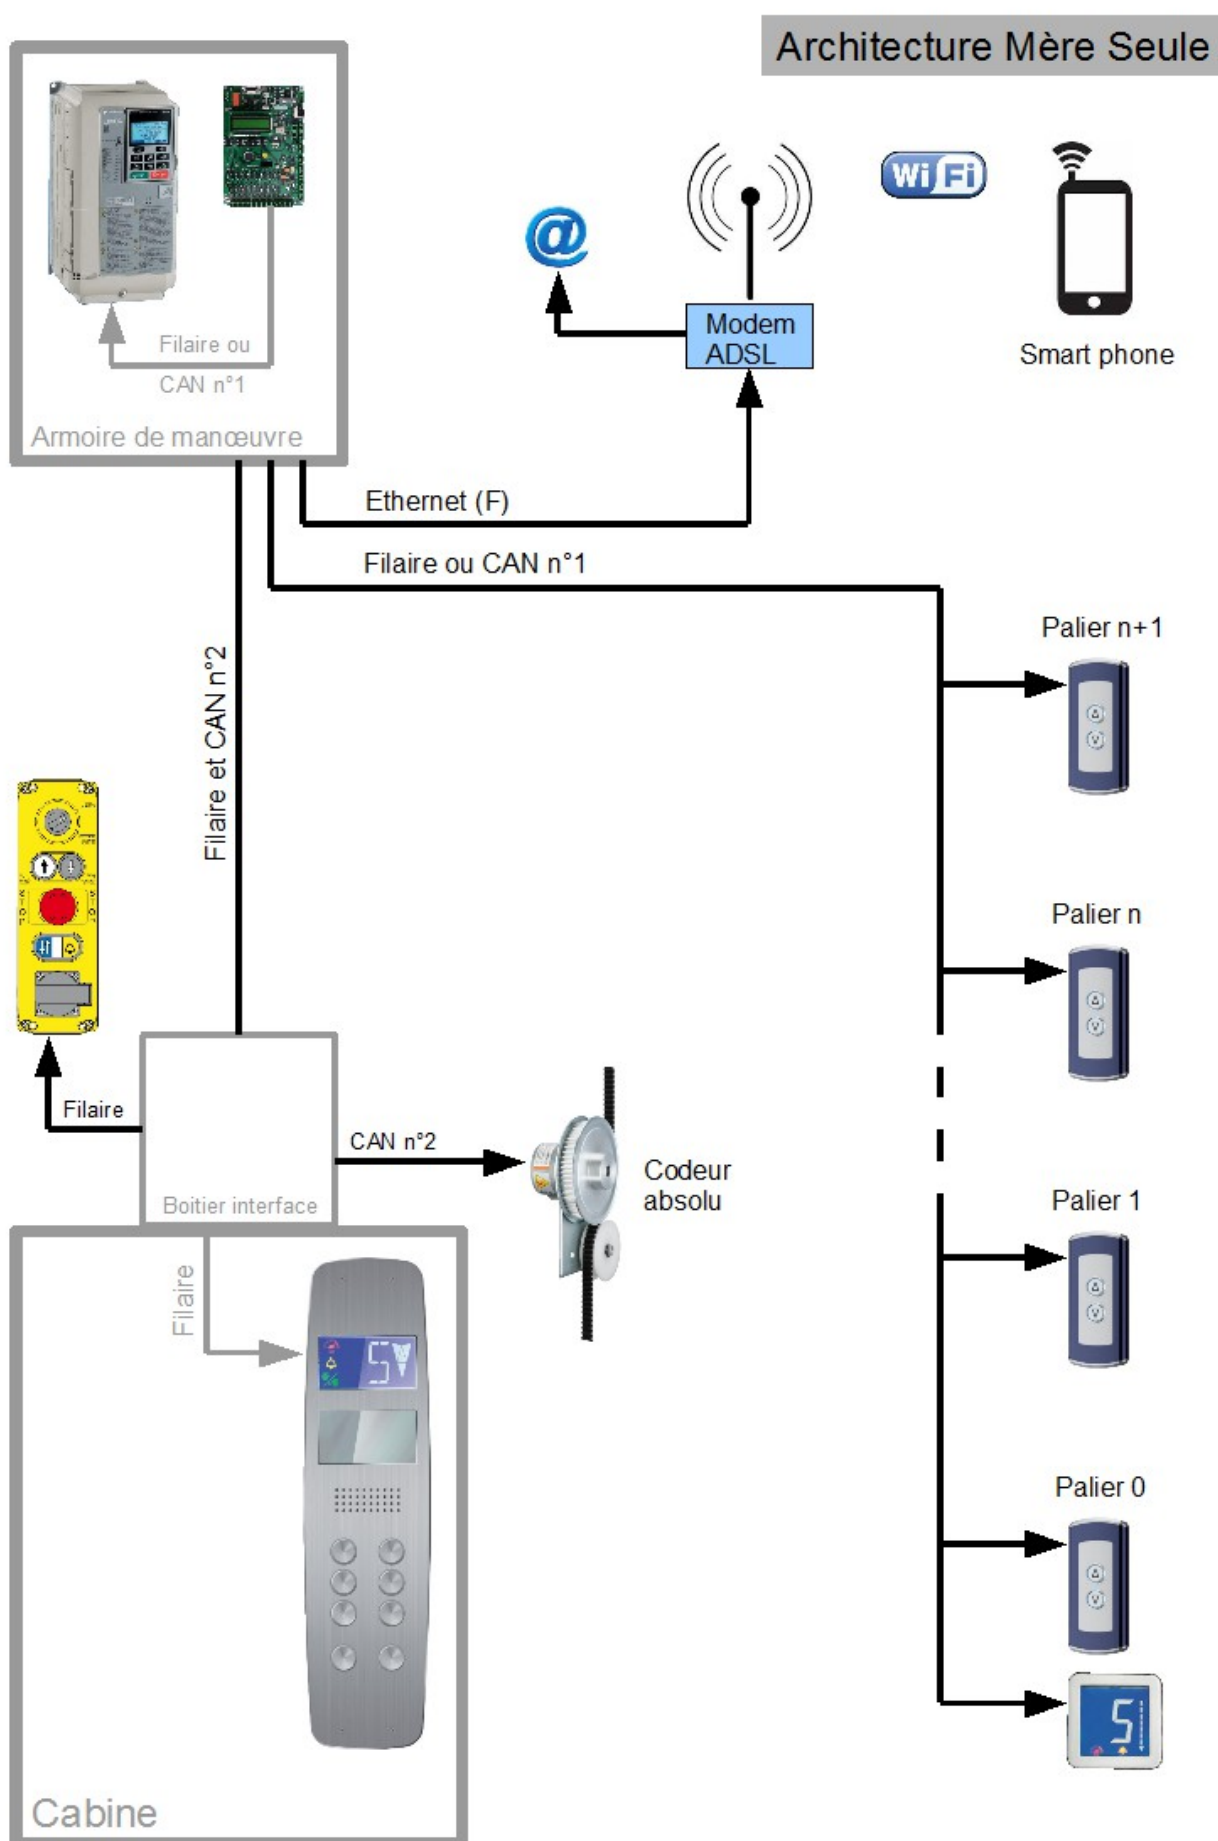 Architecture Mère Seule
Wi Fi
@
Modem
ADSL
Smart phone
Filaire ou
CAN n°1
Armoire de manœuvre
Ethernet (F)
Filaire ou CAN n°1
Palier n+1
Filaire et CAN n°2
Palier n
Filaire
CAN n°2
Codeur
absolu
Boitier interface
Palier 1
Filaire
5
Palier 0
5
Cabine